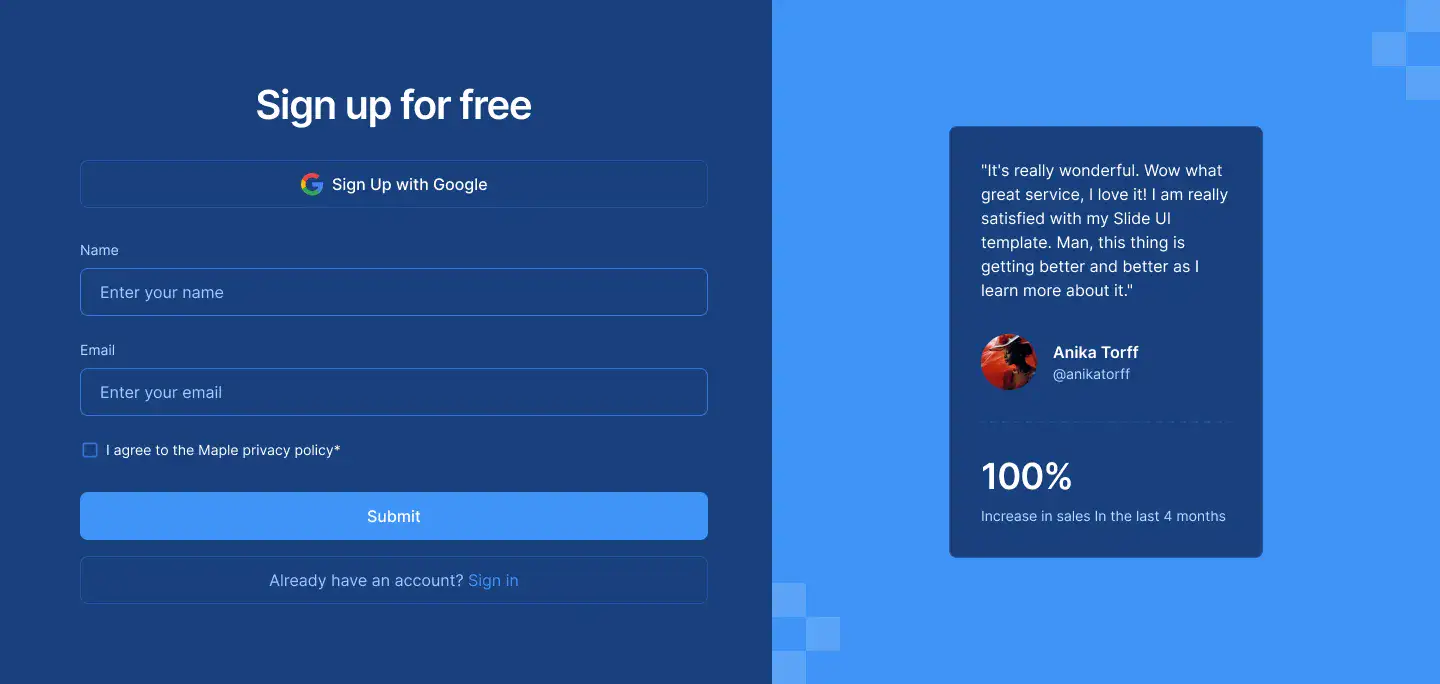 Sign up for free
Sign Up with Google
Name
Enter your name
Email
Enter your email
I agree to the Maple privacy policy*
Submit
Already have an account? Sign in
"It's really wonderful. Wow what
great service, I love it! I am really
satisfied with my Slide UI
template. Man, this thing is
getting better and better as I
learn more about it."
Anika Torff
@anikatorff
100%
Increase in sales In the last 4 months